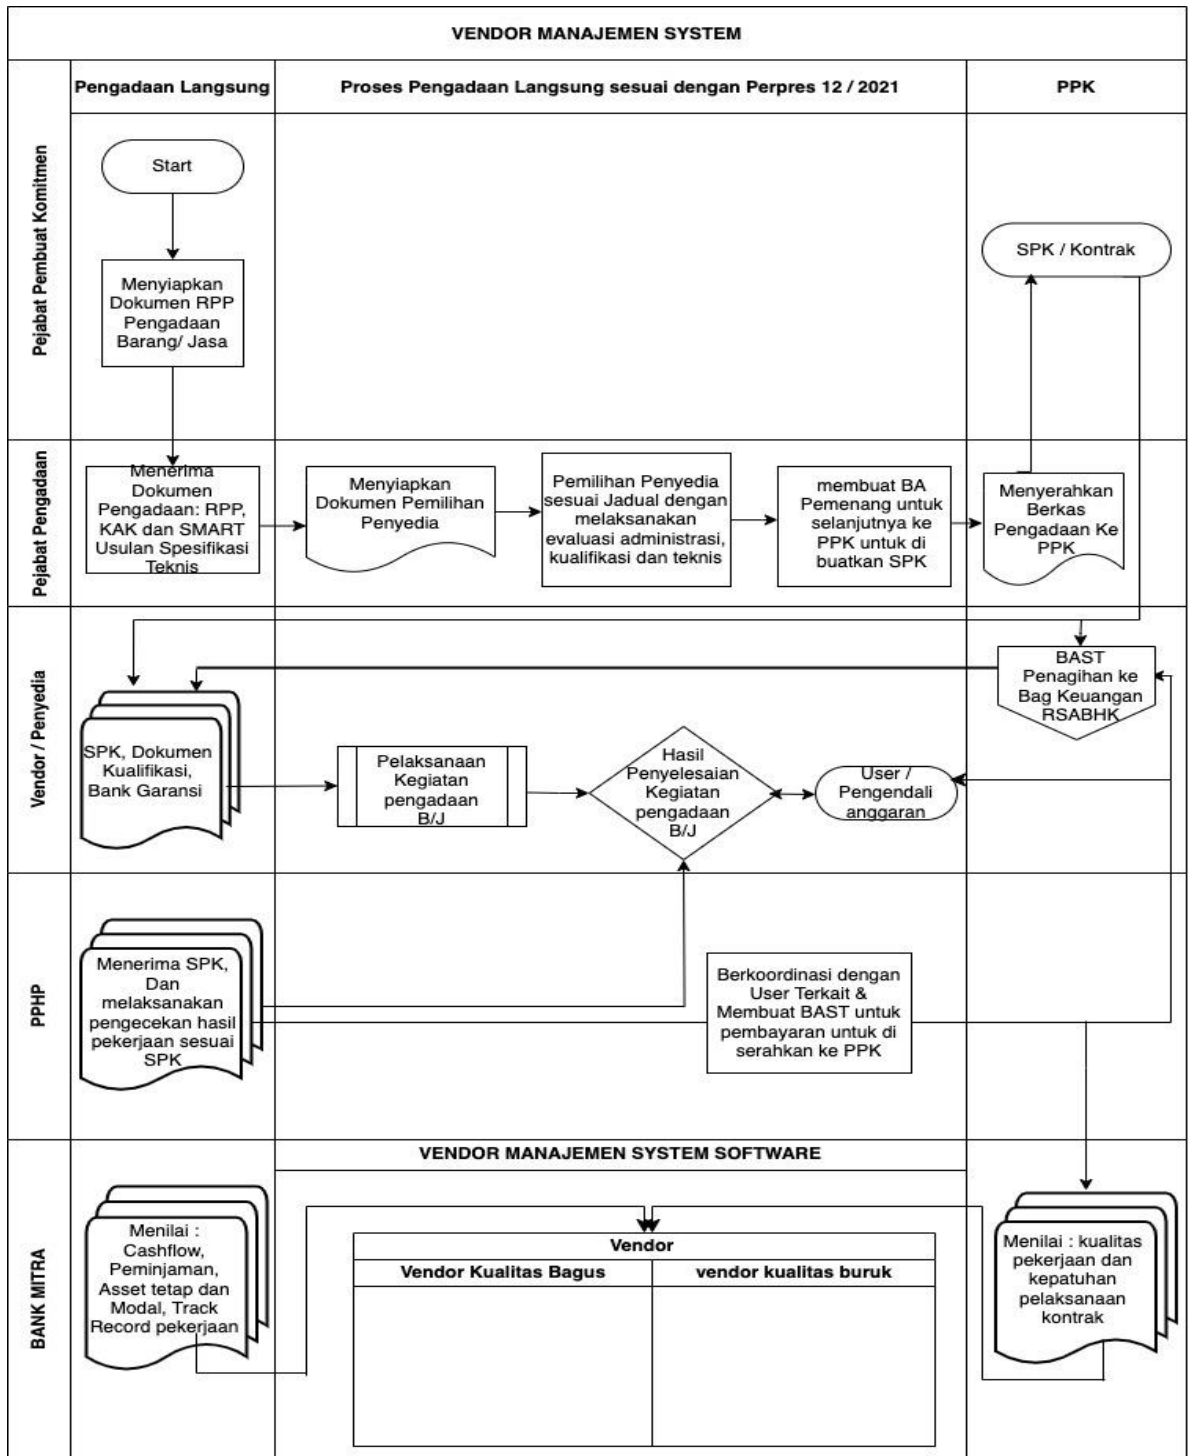 VENDOR MANAJEMEN SYSTEM
Pengadaan Langsung
Proses Pengadaan Langsung sesuai dengan Perpres 12 / 2021
PPK
Pejabat Pembuat Komitmen
Start
Menyiapkan
Dokumen RPP
Pengadaan
Barang/ Jasa
SPK / Kontrak
Pejabat Pengadaan
Menerima
Dokumen
Pengadaan: RPP,
KAK dan SMART
Usulan Spesifikasi
Teknis
Menyiapkan
Dokumen Pemilihan
Penyedia
Pemilihan Penyedia
sesuai Jadual dengan
melaksanakan
evaluasi administrasi,
kualifikasi dan teknis
membuat BA
Pemenang untuk
selanjutnya ke
PPK untuk di
buatkan SPK
Menyerahkan
Berkas
Pengadaan Ke
PPK
Vendor / Penyedia
SPK, Dokumen
Kualifikasi,
Bank Garansi
Pelaksanaan
Kegiatan
pengadaan
B/J
Hasil
Penyelesaian
Kegiatan
pengadaan
B/J
User /
Pengendali
anggaran
BAST
Penagihan ke
Bag Keuangan
RSABHK
PPHP
Menerima SPK,
Dan
melaksanakan
pengecekan hasil
pekerjaan sesuai
SPK
Berkoordinasi dengan
User Terkait &
Membuat BAST untuk
pembayaran untuk di
serahkan ke PPK
BANK MITRA
VENDOR MANAJEMEN SYSTEM SOFTWARE
Menilai :
Cashflow,
Peminjaman,
Asset tetap dan
Modal, Track
Record pekerjaan
Vendor
Vendor Kualitas Bagus
vendor kualitas buruk
Menilai : kualitas
pekerjaan dan
kepatuhan
pelaksanaan
kontrak